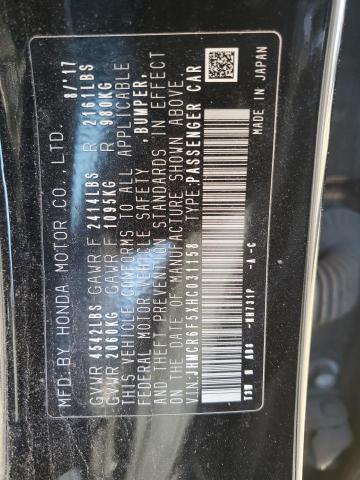 MFD.BY HONDA MOTOR CO.,LTD. 8/'17
GVWR 4542LBS GAWR F 2414LBS R 2161LBS
GVWR 2060KG GAWR F 1095KG R 980KG
THIS VEHICLE CONFORMS TO ALL APPLICABLE
FEDERAL MOTOR VEHICLE SAFETY ,BUMPER,
AND THEFT PREVENTION STANDARDS IN
EFFECT ON THE DATE OF MANUFACTURE SHOWN ABOVE.
V.I.N:JHMCR6F5XHC031158 TYPE:PASSENGER CAR
-A-C
MADE IN JAPAN